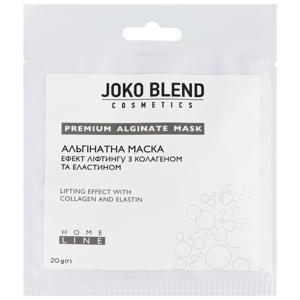 JOKO BLEND
COSMETICS
PREMIUM ALGINATE MASK
АЛЬГІНАТНА МАСКА
ЕФЕКТ ЛІФТИНГУ З КОЛАГЕНОМ
ТА ЕЛАСТИНОМ
LIFTING EFFECT WITH
COLLAGEN AND ELASTIN
HOME
LINE
20 g(г)